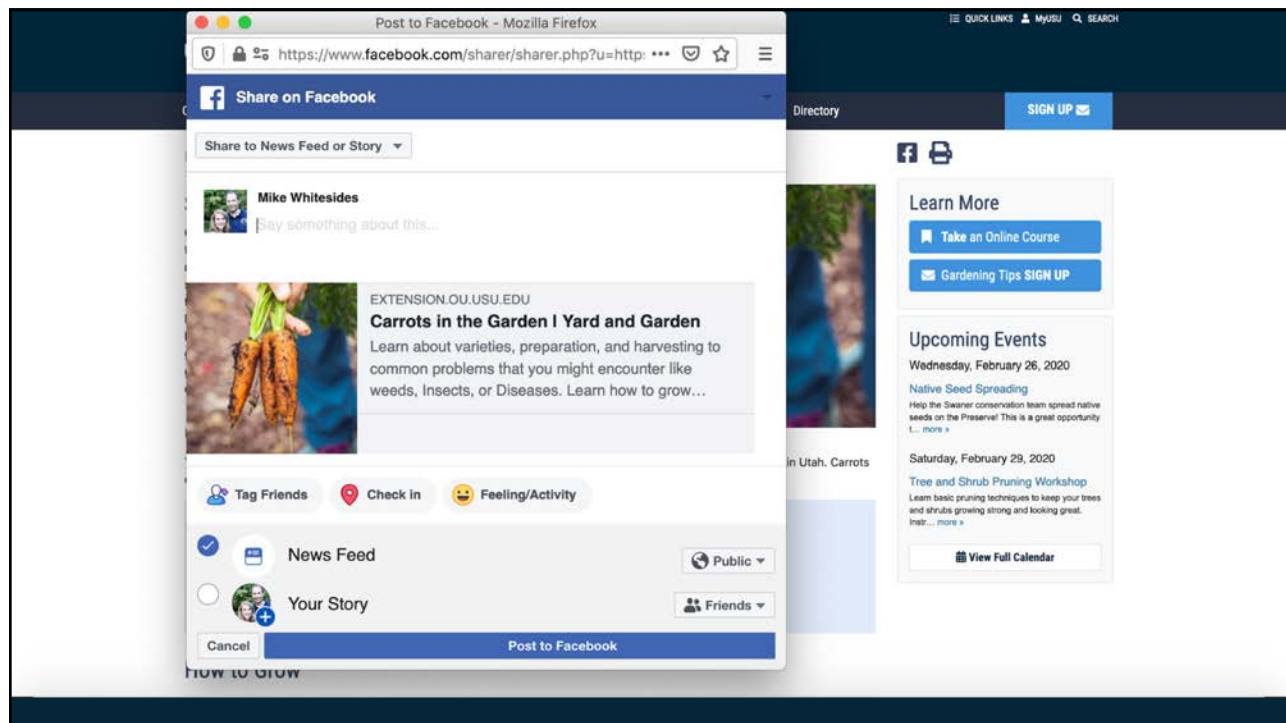 Post to Facebook - Mozilla Firefox
https://www.facebook.com/sharer/sharer.php?u=http:
Share on Facebook
Share to News Feed or Story
Mike Whitesides
Say something about this...
EXTENSION.OU.USU.EDU
Carrots in the Garden | Yard and Garden
Learn about varieties, preparation, and harvesting to
common problems that you might encounter like
weeds, Insects, or Diseases. Learn how to grow...
Tag Friends
Check in
Feeling/Activity
News Feed
Public
Your Story
Friends
Cancel
Post to Facebook
How to Grow
QUICK LINKS MyUSU SEARCH
Directory
SIGN UP
in Utah. Carrots
Learn More
Take an Online Course
Gardening Tips SIGN UP
Upcoming Events
Wednesday, February 26, 2020
Native Seed Spreading
Help the Swaner conservation team spread native
seeds on the Preserve! This is a great opportunity
t... more »
Saturday, February 29, 2020
Tree and Shrub Pruning Workshop
Learn basic pruning techniques to keep your trees
and shrubs growing strong and looking great.
Instr... more »
View Full Calendar